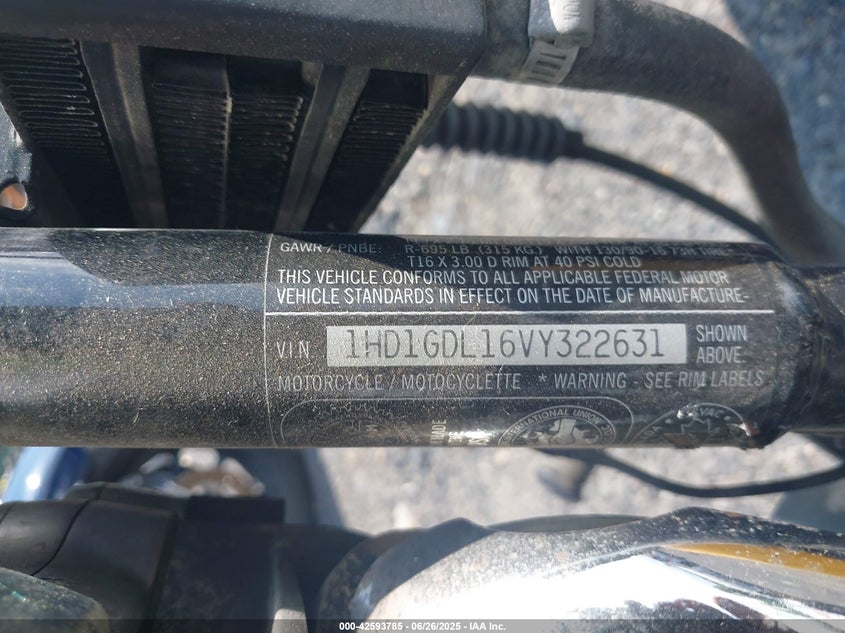 GAWR / PNBE: R-695 LB (315 KG) WITH 130/90-16 73H TIRE
T16 X 3.00 D RIM AT 40 PSI COLD
THIS VEHICLE CONFORMS TO ALL APPLICABLE FEDERAL MOTOR
VEHICLE STANDARDS IN EFFECT ON THE DATE OF MANUFACTURE-
VIN 1HD1GDL16VY322631 SHOWN
ABOVE.
MOTORCYCLE / MOTOCYCLETTE * WARNING - SEE RIM LABELS
INTERNATIONAL UNION
000-42593785 - 06/26/2025 - IAA Inc.